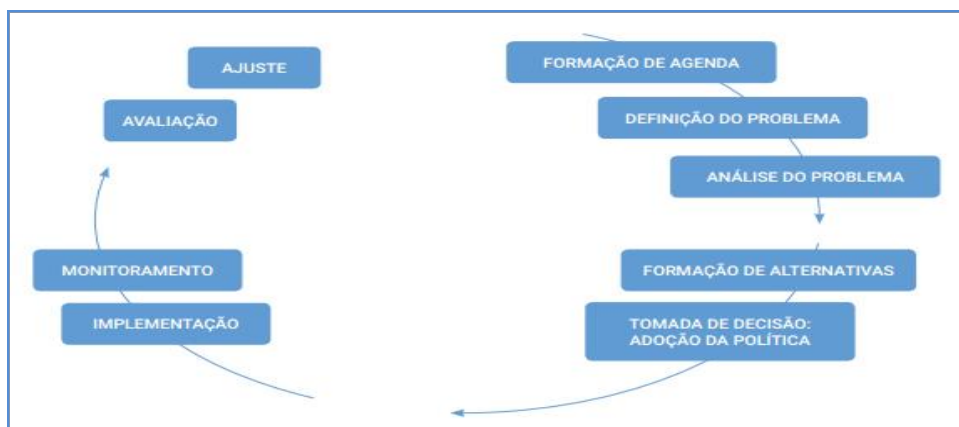 FORMAÇÃO DE AGENDA
DEFINIÇÃO DO PROBLEMA
ANÁLISE DO PROBLEMA
FORMAÇÃO DE ALTERNATIVAS
TOMADA DE DECISÃO:
ADOÇÃO DA POLÍTICA
IMPLEMENTAÇÃO
MONITORAMENTO
AVALIAÇÃO
AJUSTE